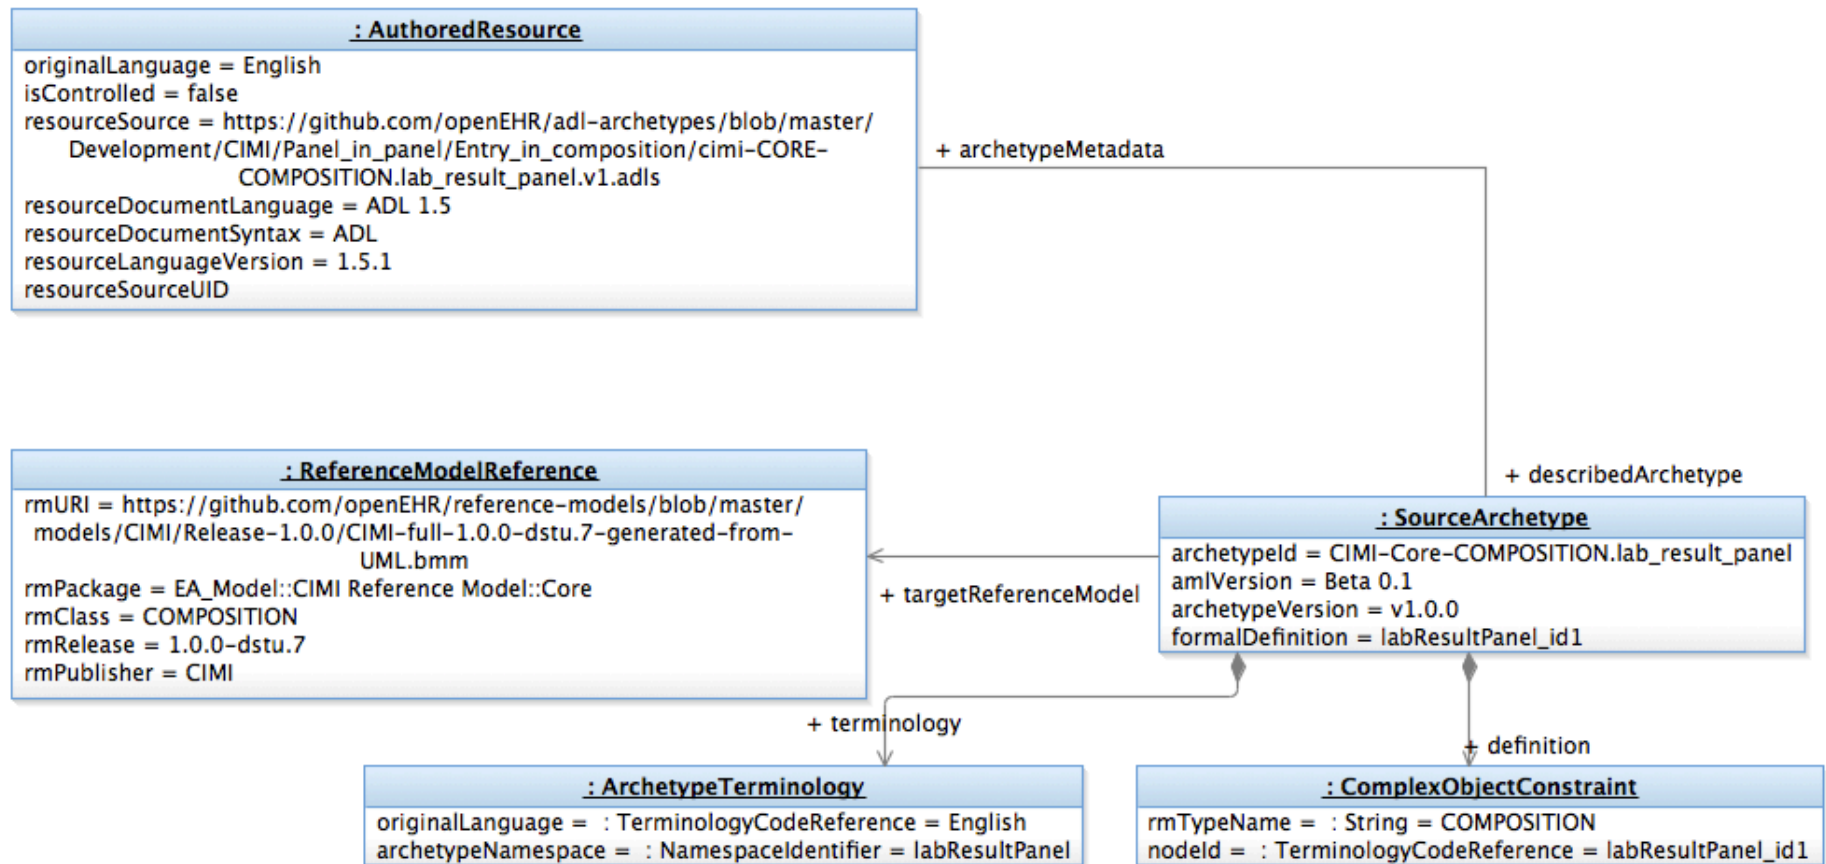 : AuthoredResource
originalLanguage = English
isControlled = false
resourceSource = https://github.com/openEHR/adl-archetypes/blob/master/
Development/CIMI/Panel_in_panel/Entry_in_composition/cimi-CORE-
COMPOSITION.lab_result_panel.v1.adls
resourceDocumentLanguage = ADL 1.5
resourceDocumentSyntax = ADL
resourceLanguageVersion = 1.5.1
resourceSourceUID
+ archetypeMetadata
+ describedArchetype
: ReferenceModelReference
rmURI = https://github.com/openEHR/reference-models/blob/master/
models/CIMI/Release-1.0.0/CIMI-full-1.0.0-dstu.7-generated-from-
UML.bmm
rmPackage = EA_Model::CIMI Reference Model::Core
rmClass = COMPOSITION
rmRelease = 1.0.0-dstu.7
rmPublisher = CIMI
+ targetReferenceModel
: SourceArchetype
archetypeId = CIMI-Core-COMPOSITION.lab_result_panel
amlVersion = Beta 0.1
archetypeVersion = v1.0.0
formalDefinition = labResultPanel_id1
+ terminology
+ definition
: ArchetypeTerminology
originalLanguage =  : TerminologyCodeReference = English
archetypeNamespace =  : NamespaceIdentifier = labResultPanel
: ComplexObjectConstraint
rmTypeName =  : String = COMPOSITION
nodeId =  : TerminologyCodeReference = labResultPanel_id1